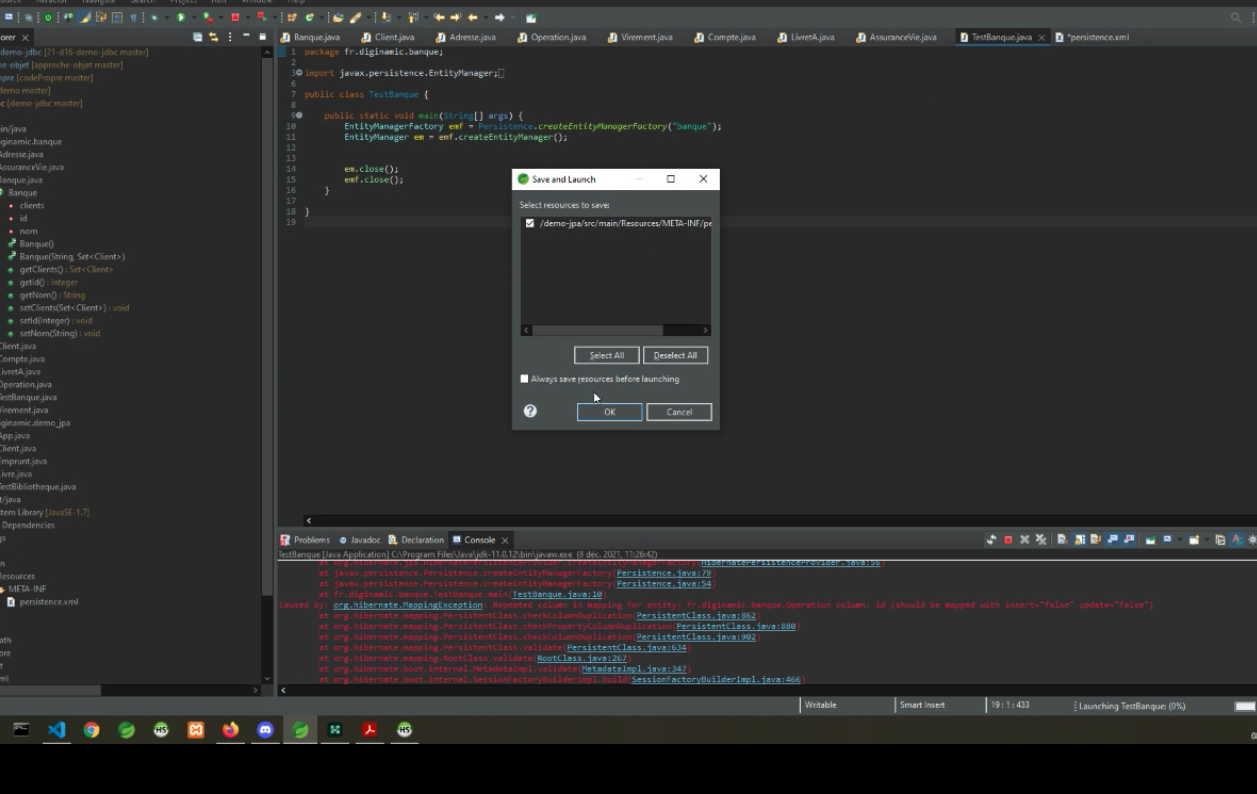 Source Refactor Navigate Search Project Run Window Help
orer
demo-jdbc [21-d16-demo-jdbc master]
he-objet [approche-objet master]
opre [codePropre master]
[demo master]
c [demo-jdbc master]
in/java
iginamic.banque
Adresse.java
AssuranceVie.java
Banque.java
Banque
clients
id
nom
Banque()
Banque(String, Set<Client>)
getClients() : Set<Client>
getId() : Integer
getNom() : String
setClients(Set<Client>) : void
setId(Integer) : void
setNom(String) : void
Client.java
Compte.java
LivretA.java
Operation.java
TestBanque.java
Virement.java
iginamic.demo_jpa
App.java
Client.java
Emprunt.java
Livre.java
TestBibliotheque.java
t/java
stem Library [JavaSE-1.7]
Dependencies
gs
n
Resources
META-INF
persistence.xml
ath
ore
t
ml
Banque.java Client.java Adresse.java Operation.java Virement.java Compte.java LivretA.java AssuranceVie.java TestBanque.java *persistence.xml
1 package fr.diginamic.banque;
2
3 import javax.persistence.EntityManager;
6
7 public class TestBanque {
8
9 public static void main(String[] args) {
10 EntityManagerFactory emf = Persistence.createEntityManagerFactory("banque");
11 EntityManager em = emf.createEntityManager();
12
13
14 em.close();
15 emf.close();
16 }
17
18 }
19
Save and Launch
Select resources to save:
/demo-jpa/src/main/Resources/META-INF/pe
Select All Deselect All
Always save resources before launching
OK Cancel
Problems Javadoc Declaration Console
TestBanque [Java Application] C:\Program Files\Java\jdk-11.0.12\bin\javaw.exe (8 déc. 2021, 11:26:42)
at org.hibernate.jpa.HibernatePersistenceProvider.createEntityManagerFactory(HibernatePersistenceProvider.java:56)
at javax.persistence.Persistence.createEntityManagerFactory(Persistence.java:79)
at javax.persistence.Persistence.createEntityManagerFactory(Persistence.java:54)
at fr.diginamic.banque.TestBanque.main(TestBanque.java:10)
Caused by: org.hibernate.MappingException: Repeated column in mapping for entity: fr.diginamic.banque.Operation column: id (should be mapped with insert="false" update="false")
at org.hibernate.mapping.PersistentClass.checkColumnDuplication(PersistentClass.java:862)
at org.hibernate.mapping.PersistentClass.checkPropertyColumnDuplication(PersistentClass.java:880)
at org.hibernate.mapping.PersistentClass.checkColumnDuplication(PersistentClass.java:902)
at org.hibernate.mapping.PersistentClass.validate(PersistentClass.java:634)
at org.hibernate.mapping.RootClass.validate(RootClass.java:267)
at org.hibernate.boot.internal.MetadataImpl.validate(MetadataImpl.java:347)
at org.hibernate.boot.internal.SessionFactoryBuilderImpl.build(SessionFactoryBuilderImpl.java:466)
Writable Smart Insert 19 : 1 : 433 Launching TestBanque: (0%)